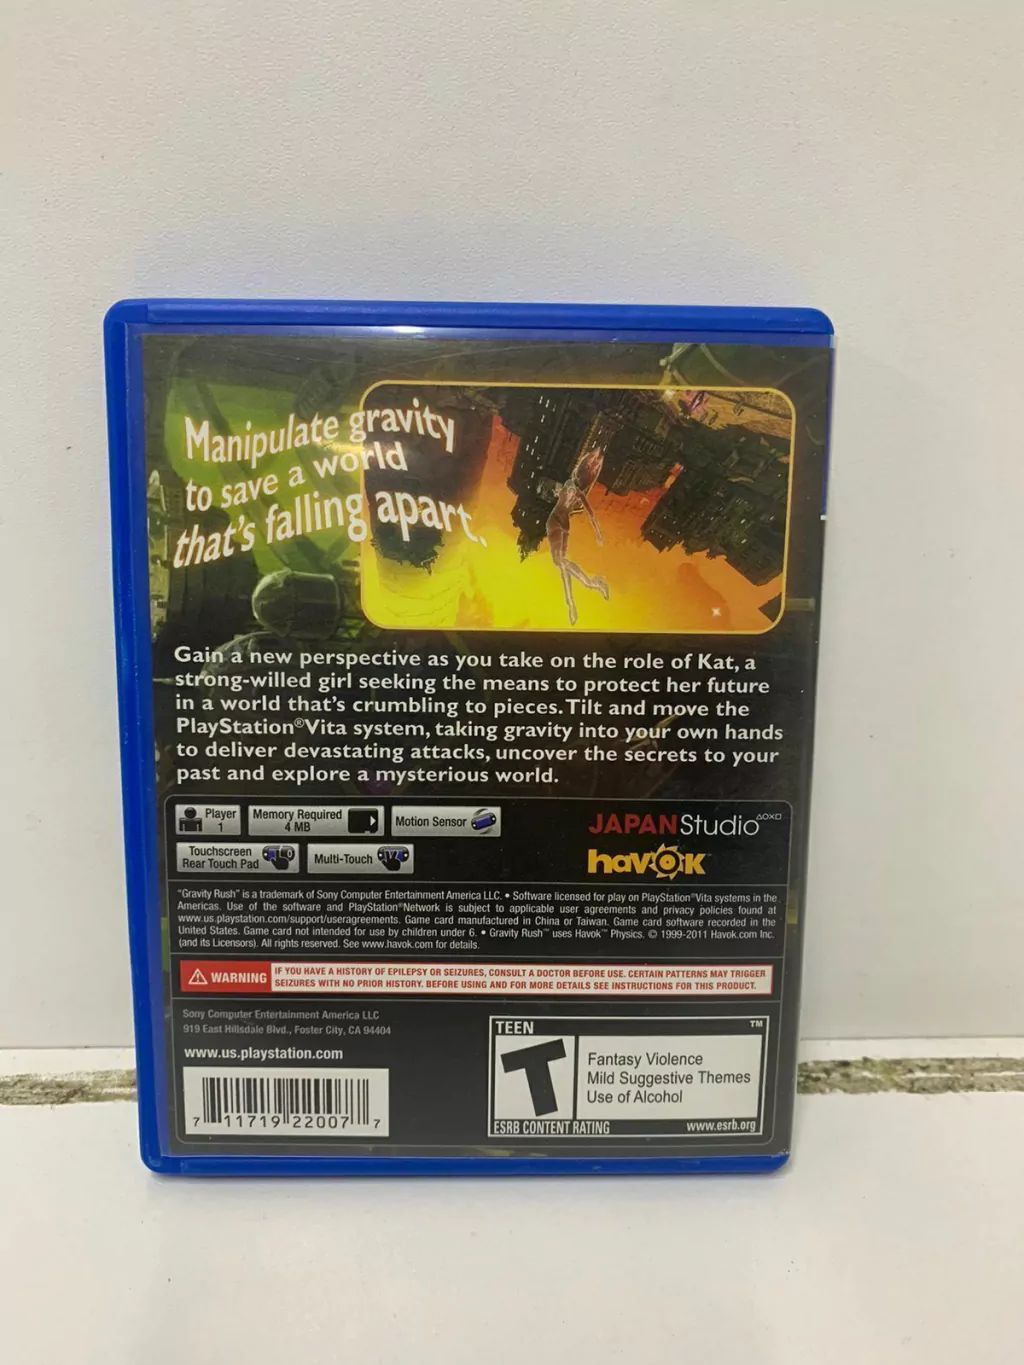 Manipulate gravity
to save a world
that's falling apart.
Gain a new perspective as you take on the role of Kat, a
strong-willed girl seeking the means to protect her future
in a world that's crumbling to pieces. Tilt and move the
PlayStation®Vita system, taking gravity into your own hands
to deliver devastating attacks, uncover the secrets to your
past and explore a mysterious world.
Player
1
Memory Required
4 MB
Motion Sensor
Touchscreen
Rear Touch Pad
Multi-Touch
JAPAN Studio
havok
"Gravity Rush" is a trademark of Sony Computer Entertainment America LLC. • Software licensed for play on PlayStation®Vita systems in the
Americas. Use of the software and PlayStation®Network is subject to applicable user agreements and privacy policies found at
www.us.playstation.com/support/useragreements. Game card manufactured in China or Taiwan. Game card software recorded in the
United States. Game card not intended for use by children under 6. • Gravity Rush™ uses Havok™ Physics. © 1999-2011 Havok.com Inc.
(and its Licensors). All rights reserved. See www.havok.com for details.
WARNING
IF YOU HAVE A HISTORY OF EPILEPSY OR SEIZURES, CONSULT A DOCTOR BEFORE USE. CERTAIN PATTERNS MAY TRIGGER
SEIZURES WITH NO PRIOR HISTORY. BEFORE USING AND FOR MORE DETAILS SEE INSTRUCTIONS FOR THIS PRODUCT.
Sony Computer Entertainment America LLC
919 East Hillsdale Blvd., Foster City, CA 94404
www.us.playstation.com
7 11719 22007 7
TEEN ™
T
Fantasy Violence
Mild Suggestive Themes
Use of Alcohol
ESRB CONTENT RATING www.esrb.org